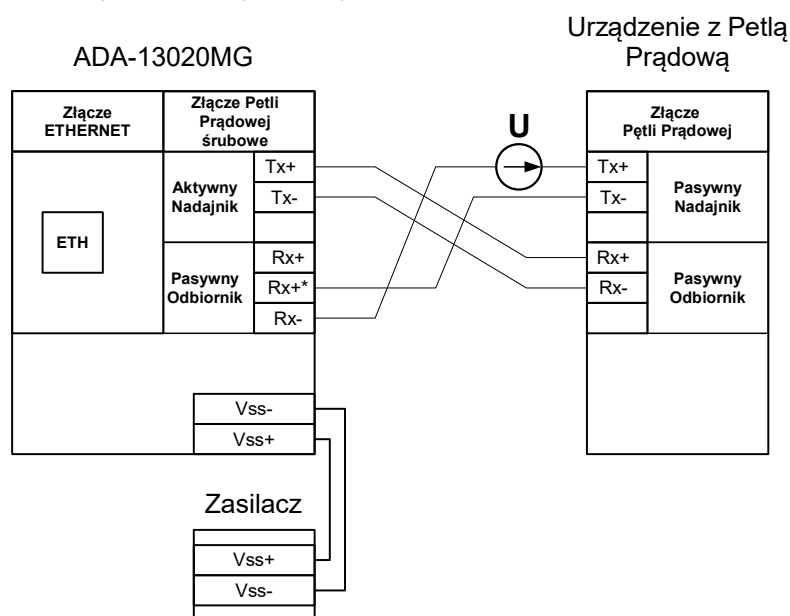 Urządzenie z Petlą
Prądową
ADA-13020MG
Złącze
ETHERNET
Złącze Petli
Prądowej
śrubowe
ETH
Aktywny
Nadajnik
Tx+
Tx-
Pasywny
Odbiornik
Rx+
Rx+*
Rx-
Vss-
Vss+
U
Złącze
Pętli Prądowej
Tx+
Tx-
Pasywny
Nadajnik
Rx+
Rx-
Pasywny
Odbiornik
Zasilacz
Vss+
Vss-